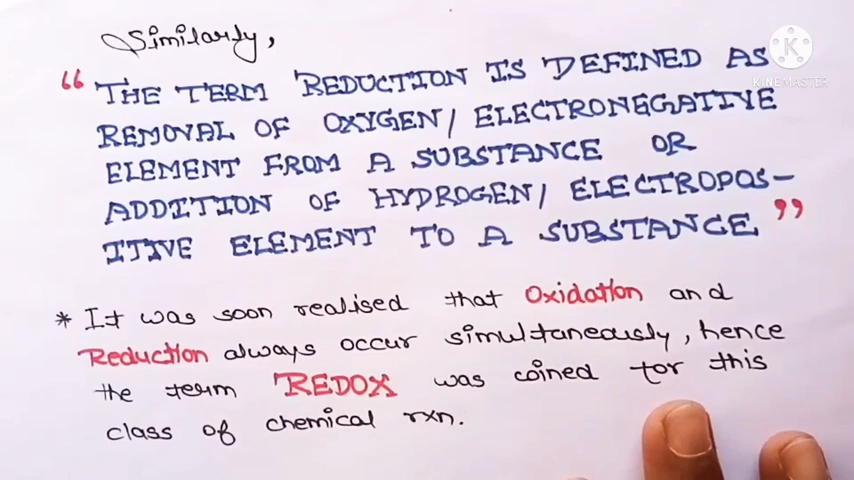 Similarly,
K
KINEMASTER
“ THE TERM REDUCTION IS DEFINED AS
REMOVAL OF OXYGEN/ ELECTRONEGATIVE
ELEMENT FROM A SUBSTANCE OR
ADDITION OF HYDROGEN/ ELECTROPOS-
ITIVE ELEMENT TO A SUBSTANCE ”
* It was soon realised that Oxidation and
Reduction always occur simultaneously, hence
the term REDOX was coined for this
class of chemical rxn.